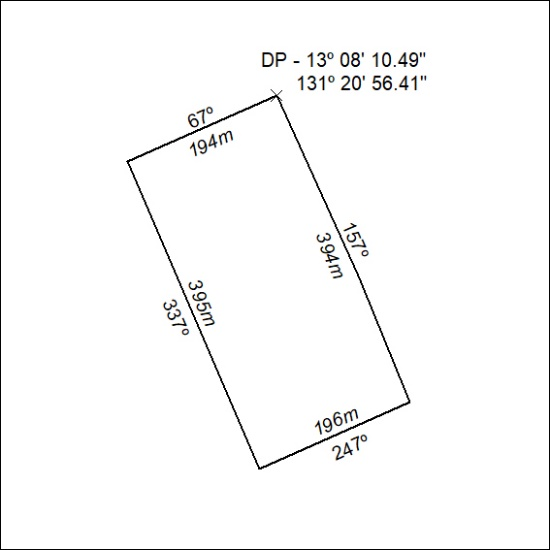 DP - 13º 08' 10.49"
131º 20' 56.41"
67º
194m
157º
394m
395m
337º
196m
247º